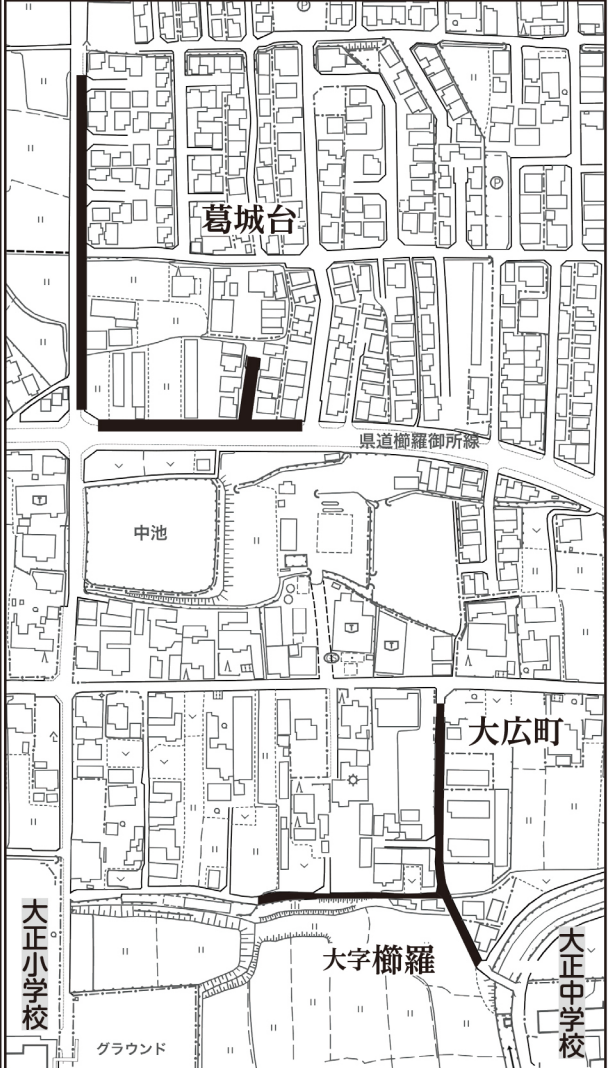 葛城台
県道櫛羅御所線
中池
大広町
大正小学校
大字櫛羅
大正中学校
グラウンド